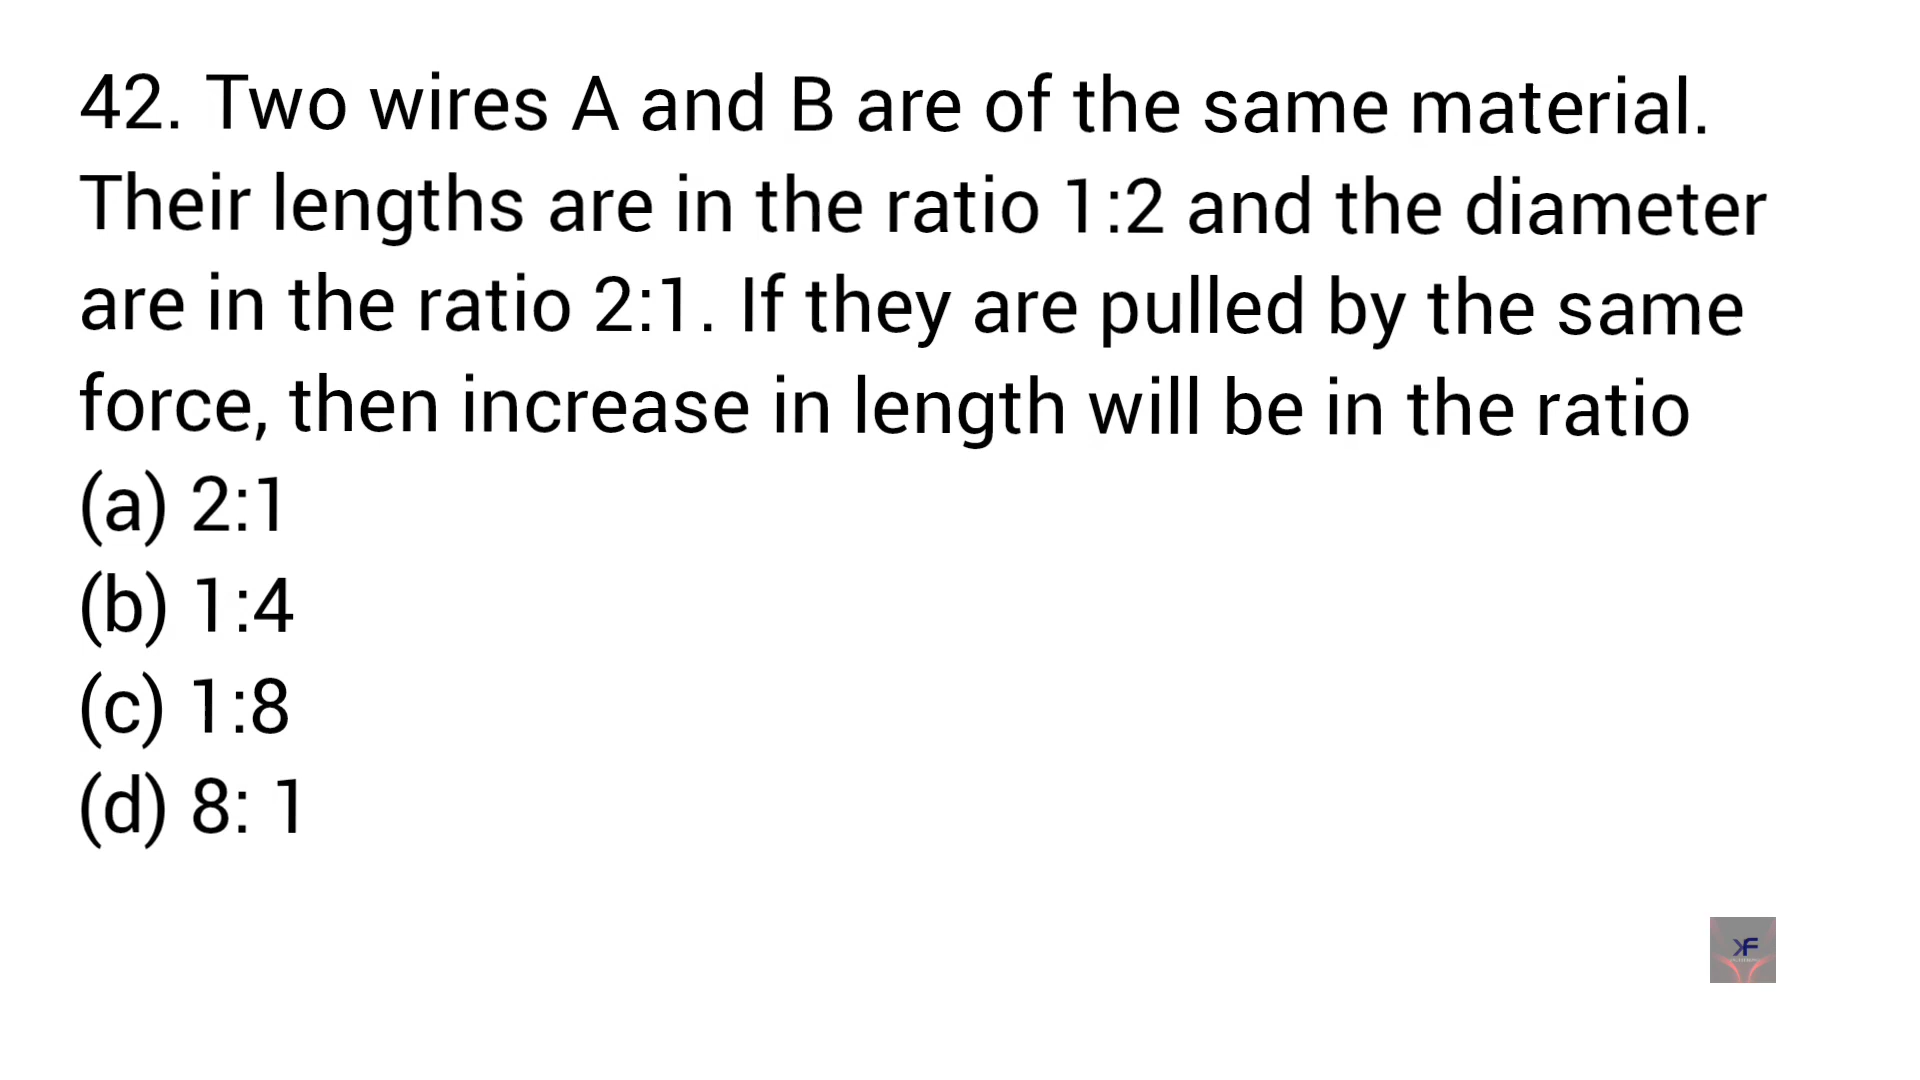 42. Two wires A and B are of the same material.
Their lengths are in the ratio 1:2 and the diameter
are in the ratio 2:1. If they are pulled by the same
force, then increase in length will be in the ratio
(a) 2:1
(b) 1:4
(c) 1:8
(d) 8: 1
KF